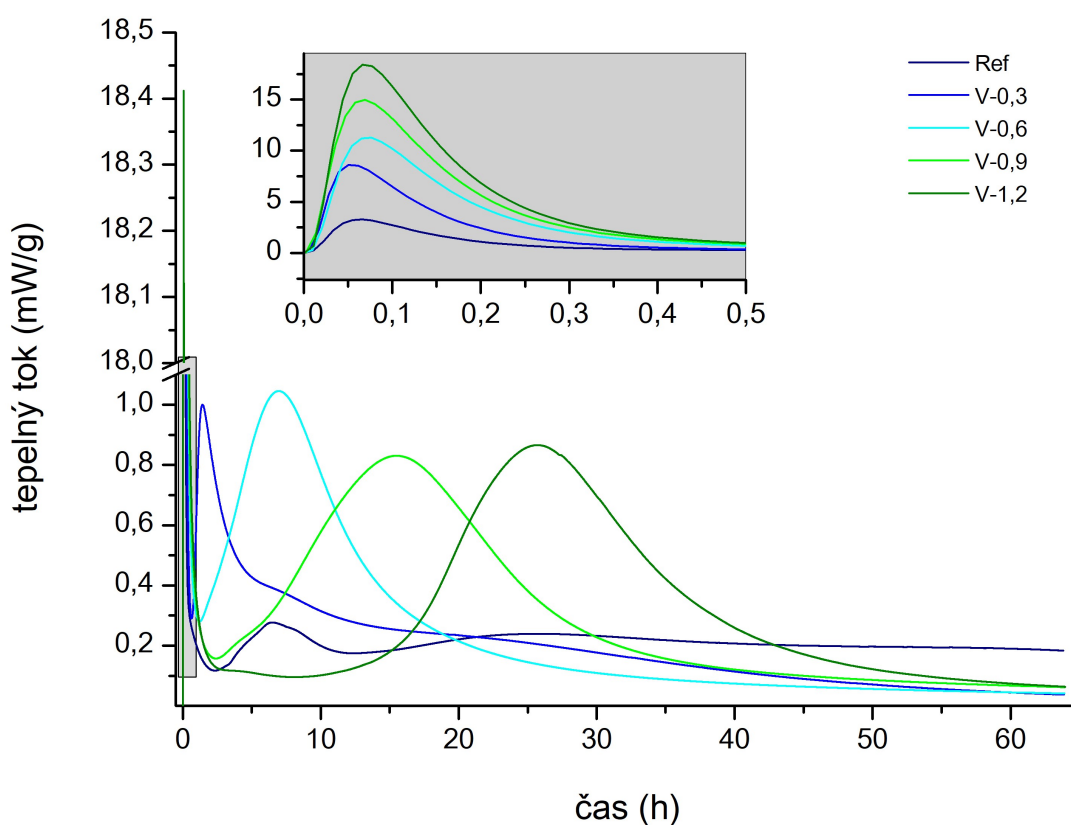 18,5
18,4
18,3
18,2
18,1
18,0
1,0
0,8
0,6
0,4
0,2
tepelný tok (mW/g)
0 10 20 30 40 50 60
čas (h)
15
10
5
0
0,0 0,1 0,2 0,3 0,4 0,5
Ref
V-0,3
V-0,6
V-0,9
V-1,2